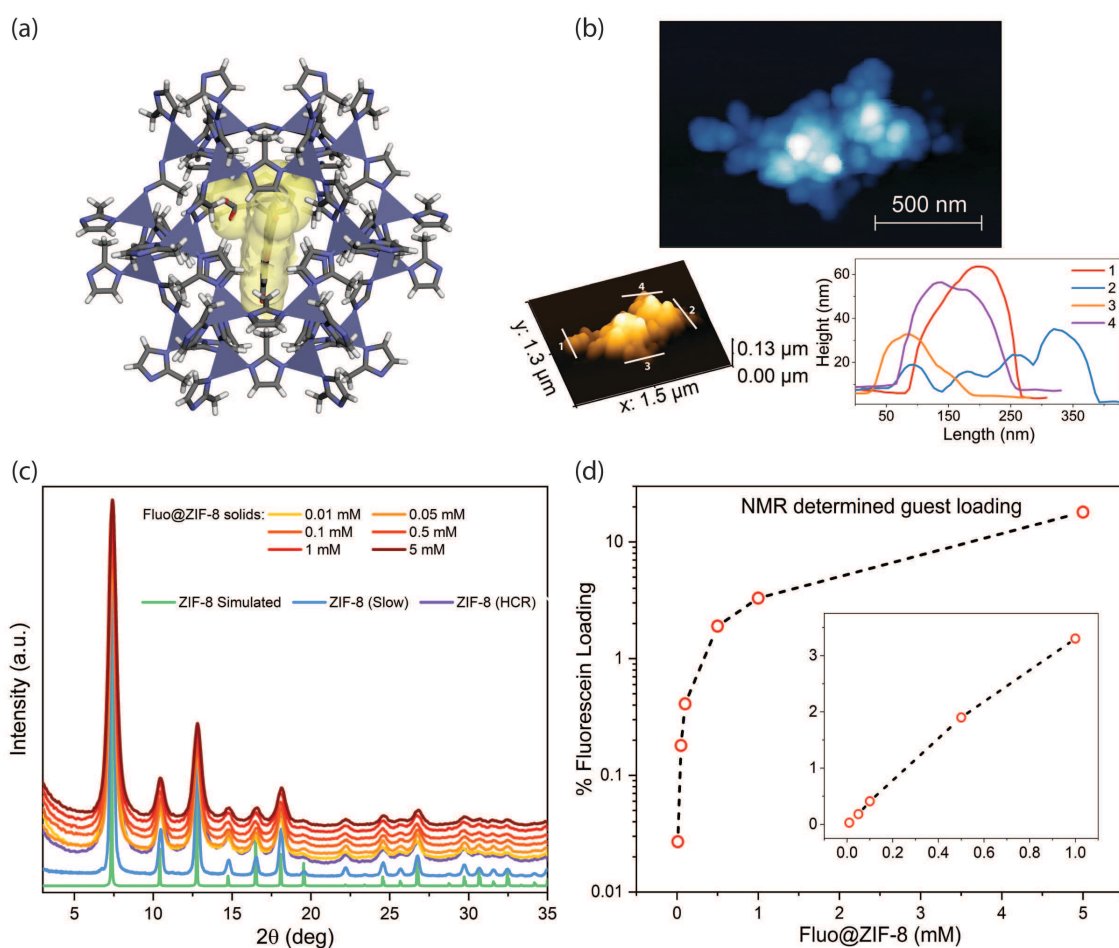 (a)
(b)
500 nm
4
2
1
3
y: 1.3 µm
x: 1.5 µm
0.13 µm
0.00 µm
Height (nm)
60
40
20
50 150 250 350
Length (nm)
1
2
3
4
(c)
Fluo@ZIF-8 solids: 0.01 mM 0.05 mM
0.1 mM 0.5 mM
1 mM 5 mM
ZIF-8 Simulated ZIF-8 (Slow) ZIF-8 (HCR)
Intensity (a.u.)
5 10 15 20 25 30 35
2θ (deg)
(d)
NMR determined guest loading
% Fluorescein Loading
10
1
0.1
0.01
0 1 2 3 4 5
Fluo@ZIF-8 (mM)
3
2
1
0
0.0 0.2 0.4 0.6 0.8 1.0